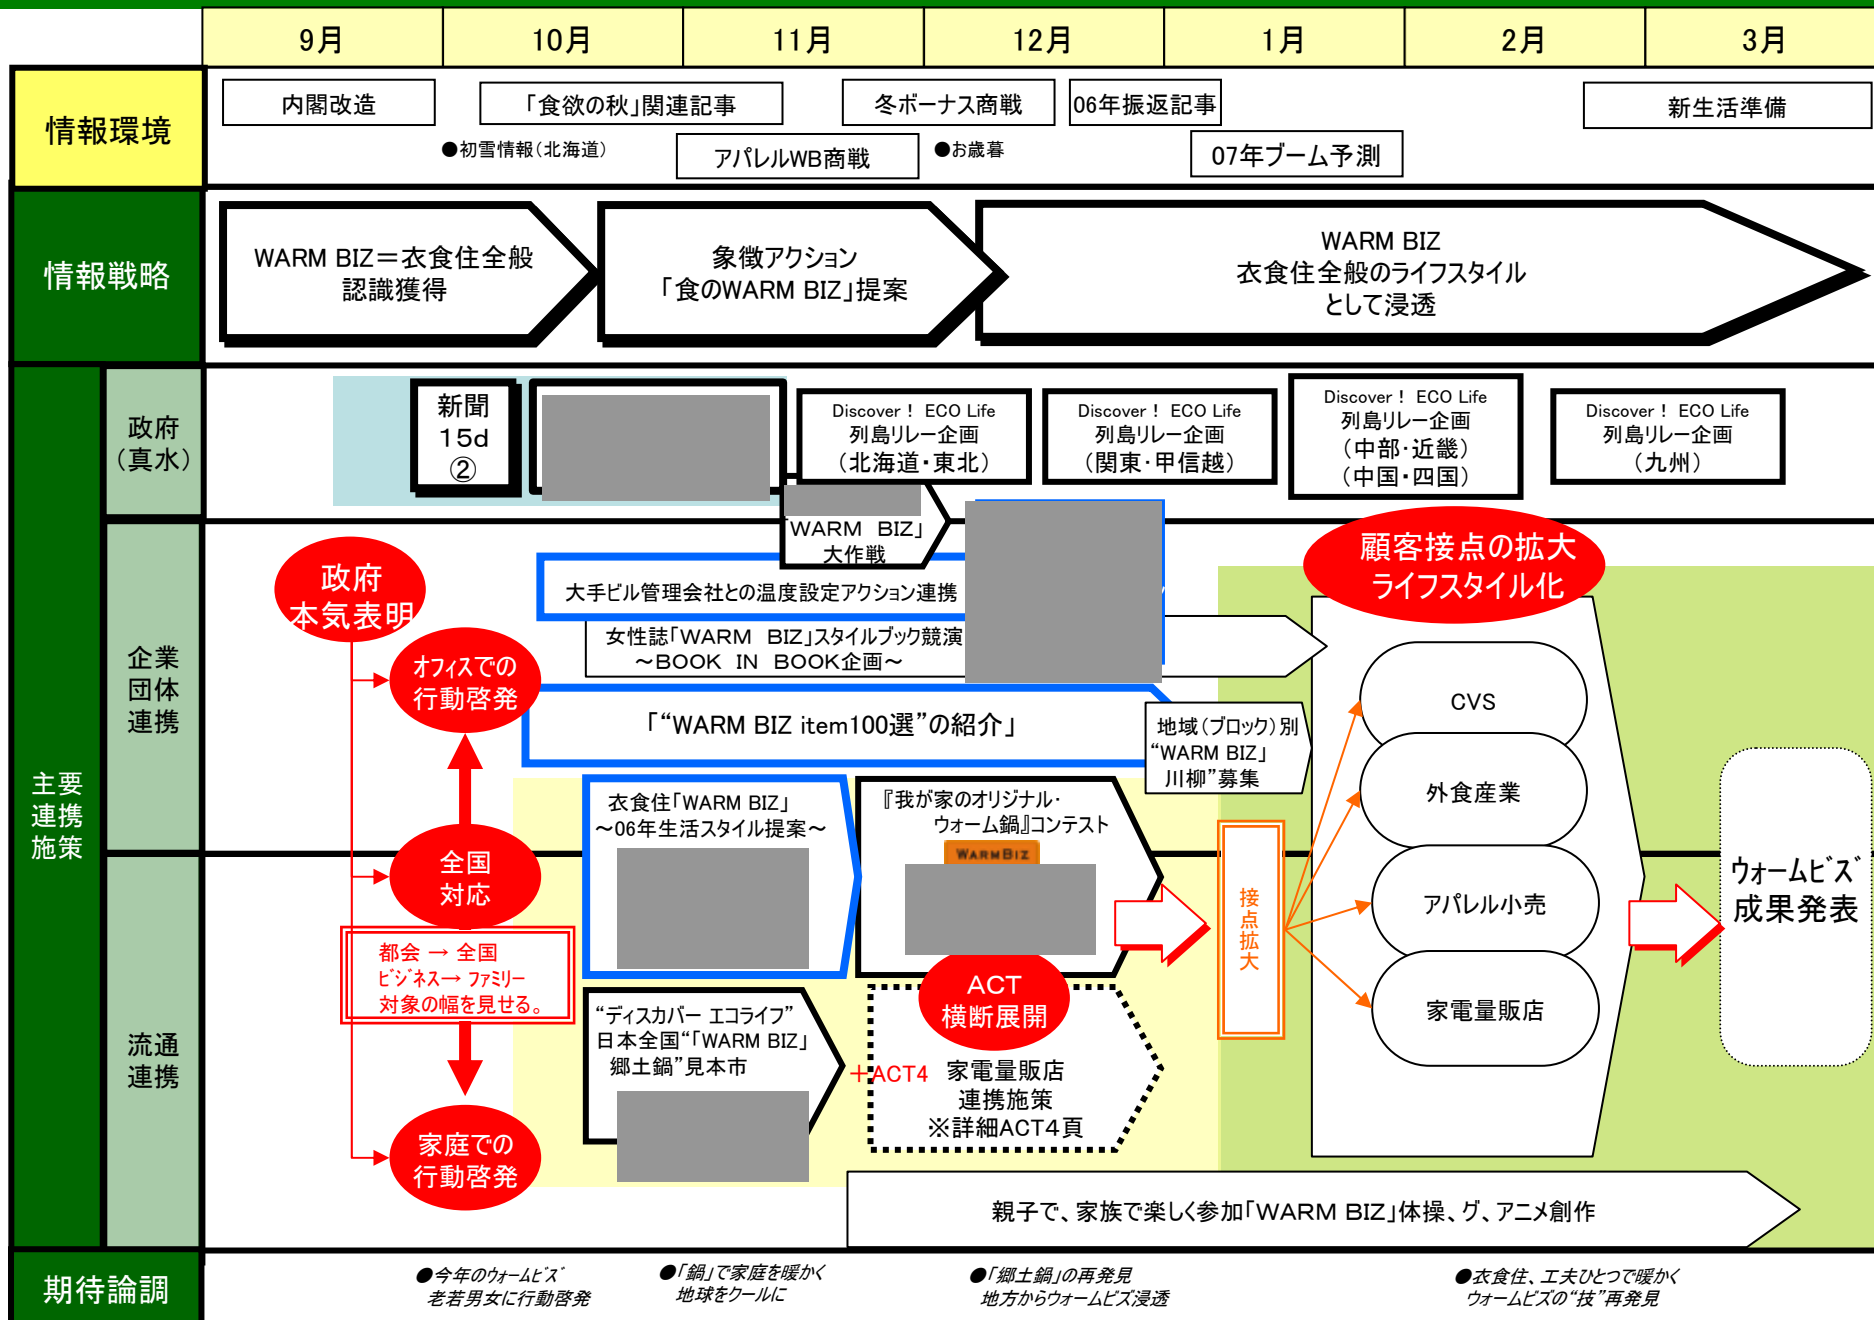 9月
10月
11月
12月
1月
2月
3月
情報環境
内閣改造
「食欲の秋」関連記事
冬ボーナス商戦
06年振返記事
新生活準備
●初雪情報（北海道）
アパレルWB商戦
●お歳暮
07年ブーム予測
情報戦略
WARM BIZ＝衣食住全般
認識獲得
象徴アクション
「食のWARM BIZ」提案
WARM BIZ
衣食住全般のライフスタイル
として浸透
主要
連携
施策
政府
（真水）
新聞
15d
②
Discover！ ECO Life
列島リレー企画
（北海道・東北）
Discover！ ECO Life
列島リレー企画
（関東・甲信越）
Discover！ ECO Life
列島リレー企画
（中部・近畿）
（中国・四国）
Discover！ ECO Life
列島リレー企画
（九州）
企業
団体
連携
「WARM BIZ」
大作戦
政府
本気表明
顧客接点の拡大
ライフスタイル化
大手ビル管理会社との温度設定アクション連携
女性誌「WARM BIZ」スタイルブック競演
～BOOK IN BOOK企画～
オフィスでの
行動啓発
「“WARM BIZ item100選”の紹介」
地域（ブロック）別
“WARM BIZ」
川柳”募集
CVS
外食産業
アパレル小売
家電量販店
衣食住「WARM BIZ」
～06年生活スタイル提案～
『我が家のオリジナル・
ウォーム鍋』コンテスト
WARMBIZ
全国
対応
接点拡大
ウォームビズ
成果発表
都会 → 全国
ビジネス→ ファミリー
対象の幅を見せる。
流通
連携
“ディスカバー エコライフ”
日本全国“「WARM BIZ」
郷土鍋”見本市
ACT
横断展開
＋ACT4
家電量販店
連携施策
※詳細ACT4頁
家庭での
行動啓発
親子で、家族で楽しく参加「WARM BIZ」体操、グ、アニメ創作
期待論調
●今年のウォームビズ
老若男女に行動啓発
●「鍋」で家庭を暖かく
地球をクールに
●「郷土鍋」の再発見
地方からウォームビズ浸透
●衣食住、工夫ひとつで暖かく
ウォームビズの“技”再発見